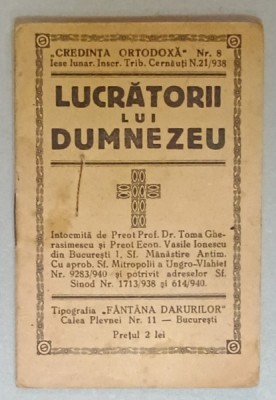 „CREDINȚA ORTODOXĂ" Nr. 8
Iese lunar. Inscr. Trib. Cernăuți N.21/938
LUCRĂTORII
LUI
DUMNEZEU
Intocmită de Preot Prof. Dr. Toma Ghe-
rasimescu și Preot Econ. Vasile Ionescu
din București I, Sf. Mănăstire Antim.
Cu aprob. Sf. Mitropolii a Ungro-Vlahiei
Nr. 9283/940 și potrivit adreselor Sf.
Sinod Nr. 1713/938 și 614/940.
Tipografia „FÂNTÂNA DARURILOR"
Calea Plevnei Nr. 11 — București
Prețul 2 lei